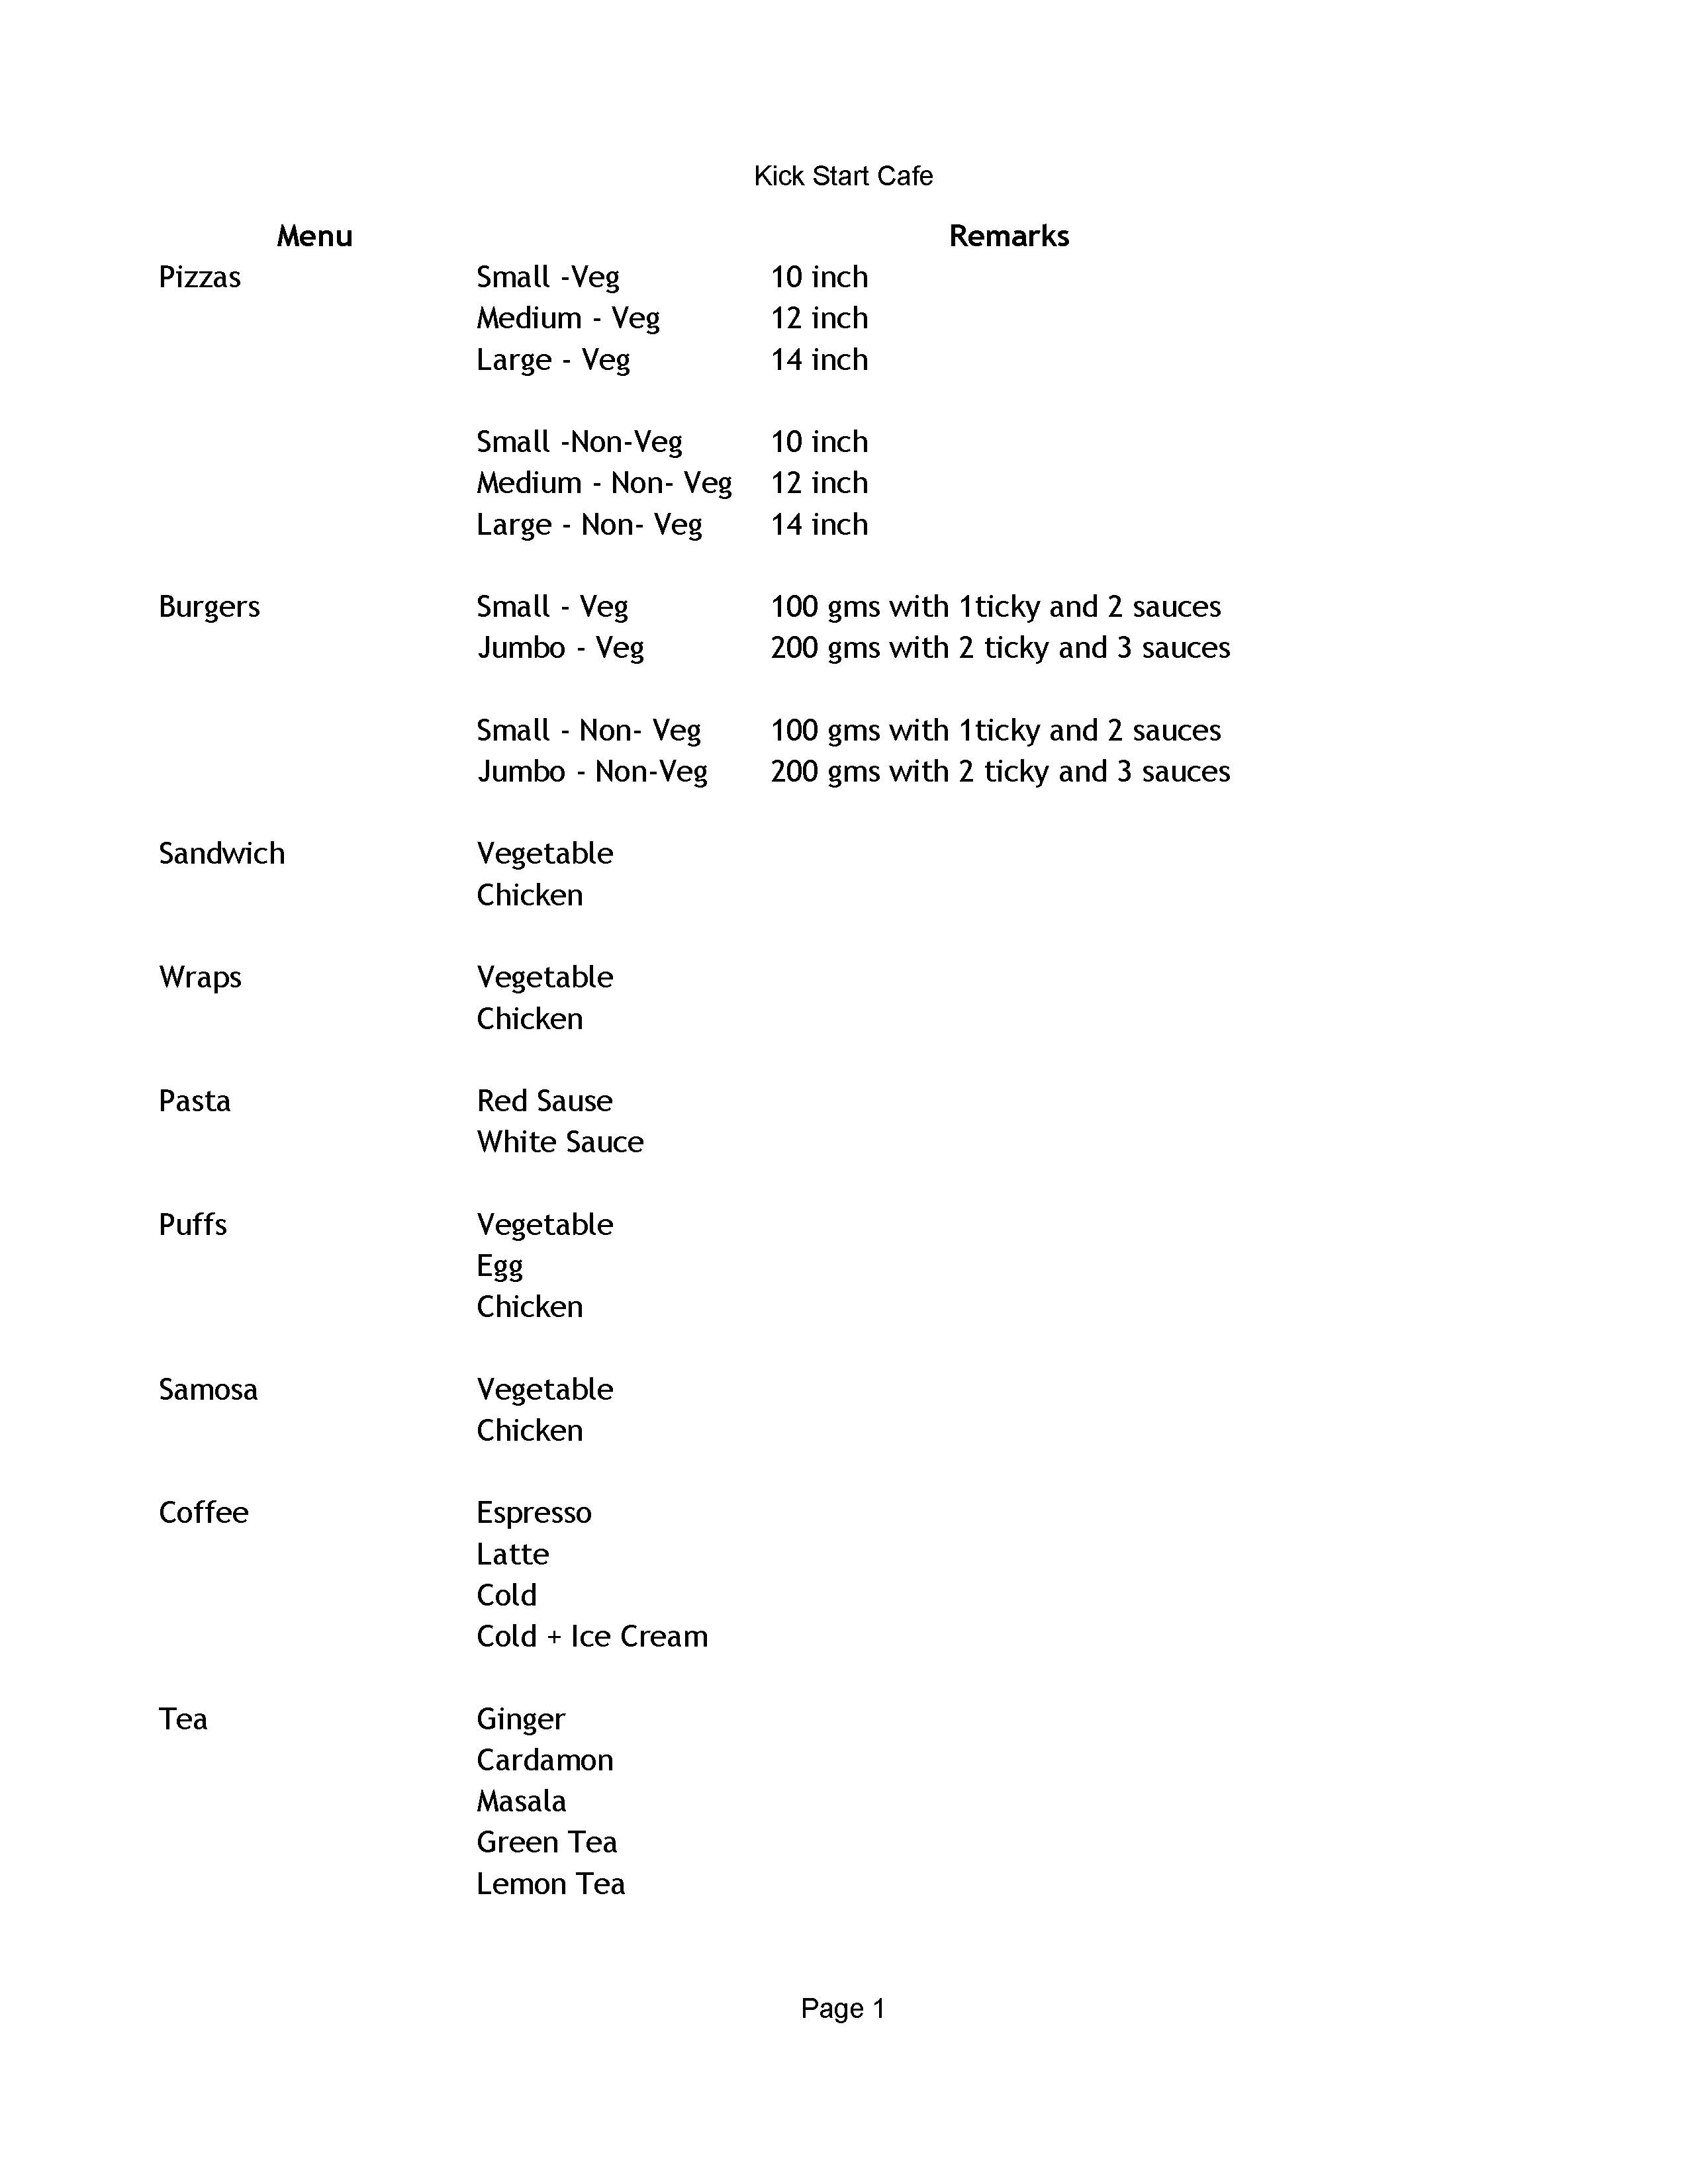 Kick Start Cafe
Menu Remarks
Pizzas Small -Veg 10 inch
Medium - Veg 12 inch
Large - Veg 14 inch
Small -Non-Veg 10 inch
Medium - Non- Veg 12 inch
Large - Non- Veg 14 inch
Burgers Small - Veg 100 gms with 1ticky and 2 sauces
Jumbo - Veg 200 gms with 2 ticky and 3 sauces
Small - Non- Veg 100 gms with 1ticky and 2 sauces
Jumbo - Non-Veg 200 gms with 2 ticky and 3 sauces
Sandwich Vegetable
Chicken
Wraps Vegetable
Chicken
Pasta Red Sause
White Sauce
Puffs Vegetable
Egg
Chicken
Samosa Vegetable
Chicken
Coffee Espresso
Latte
Cold
Cold + Ice Cream
Tea Ginger
Cardamon
Masala
Green Tea
Lemon Tea
Page 1